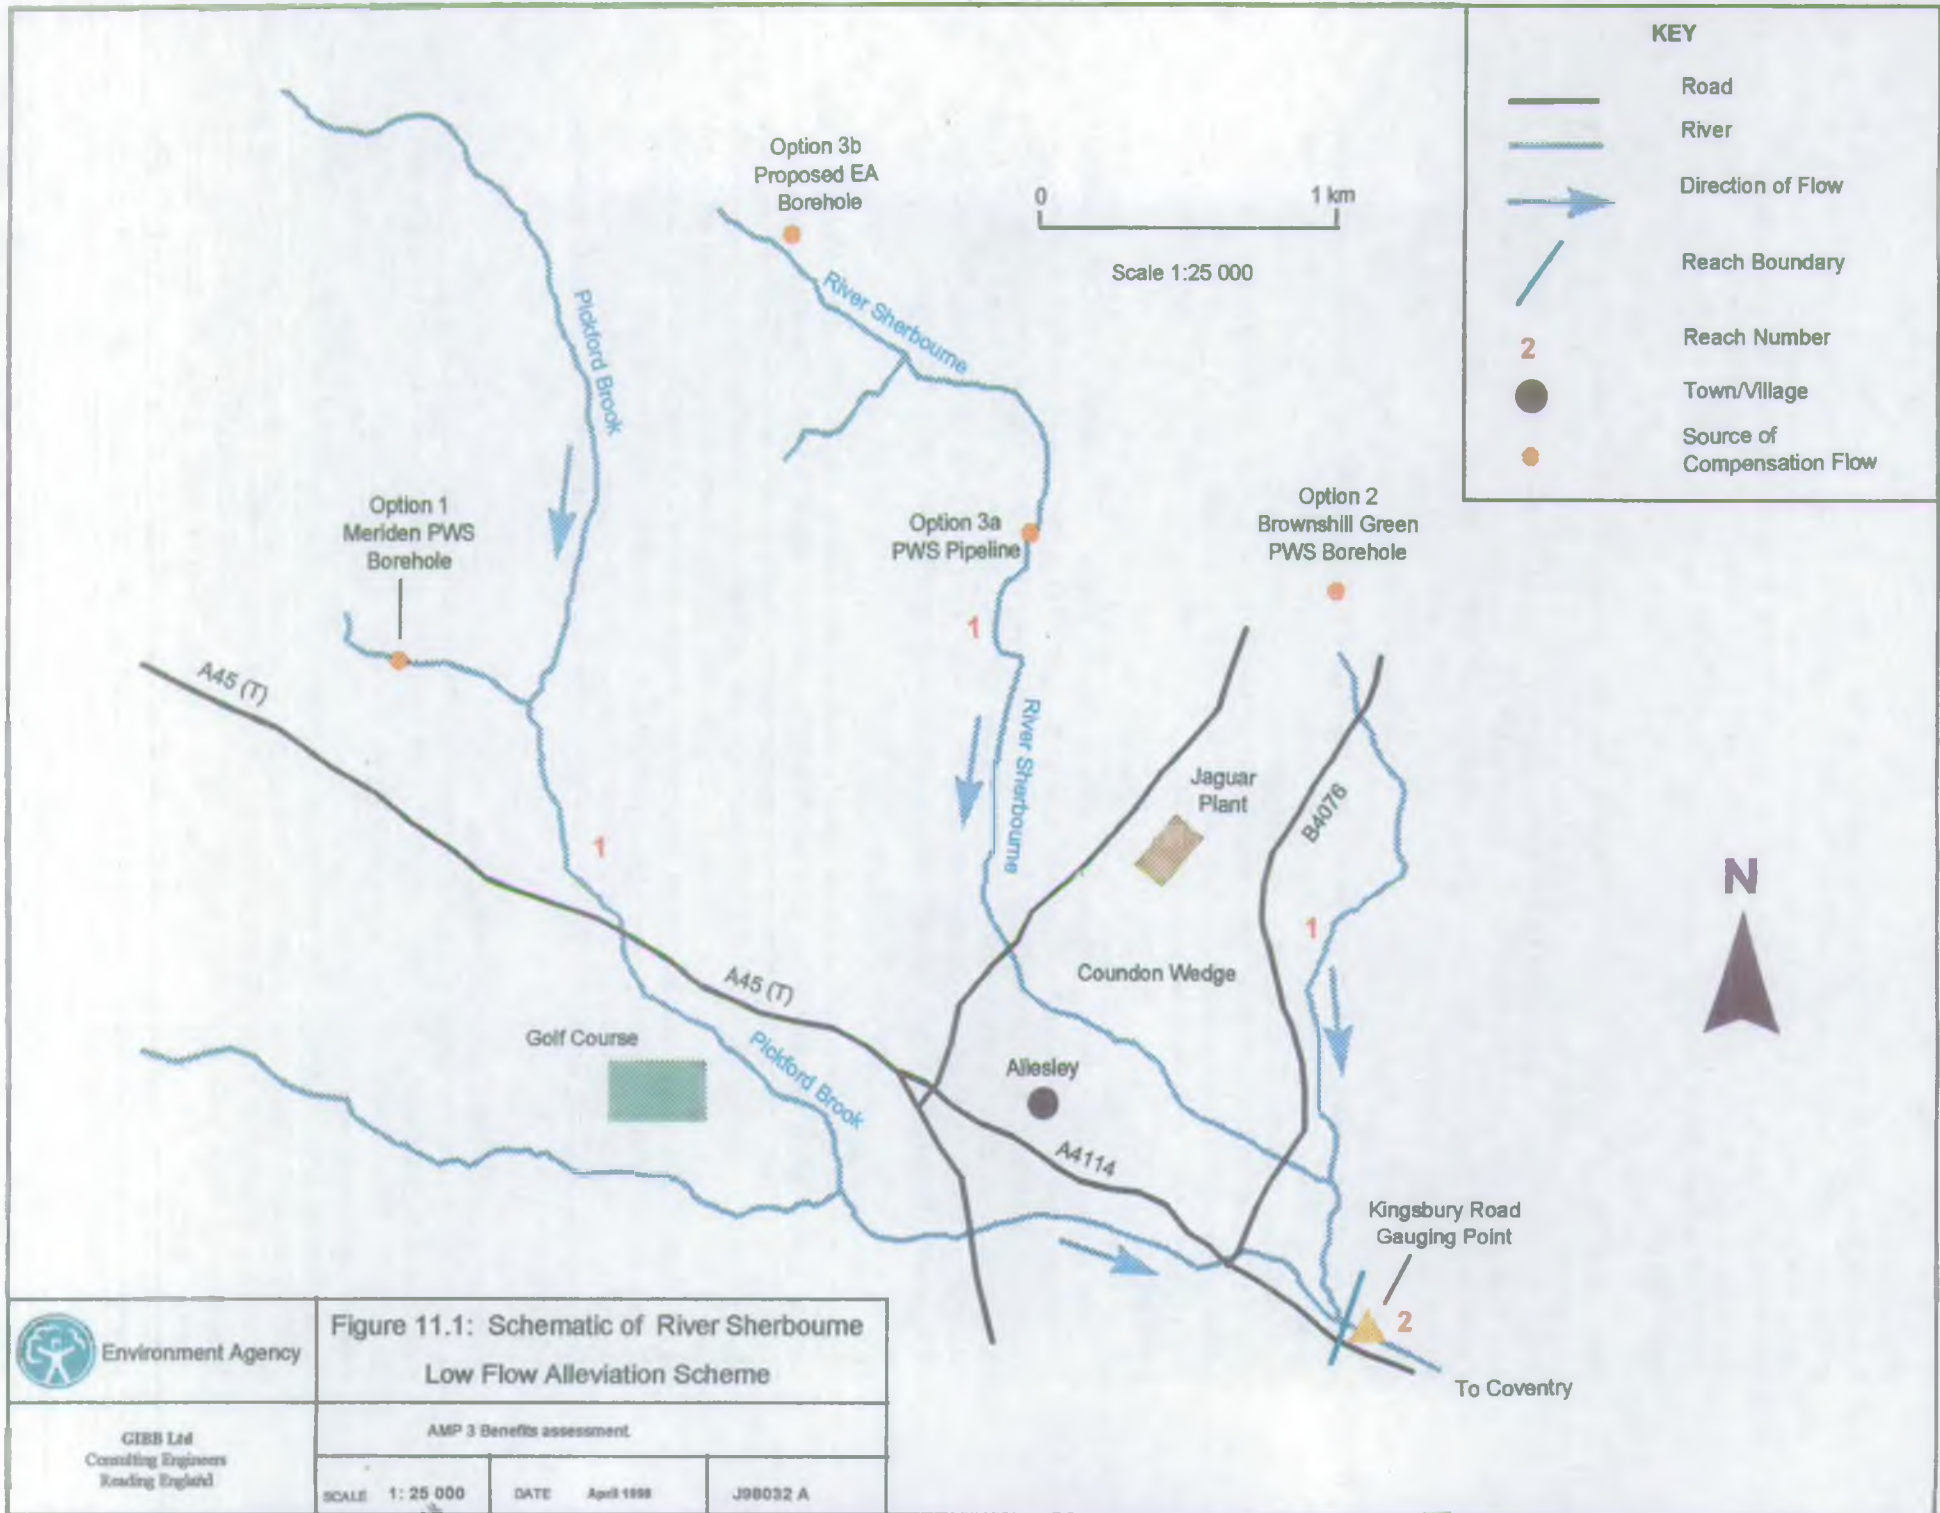 KEY
Road
River
Direction of Flow
Reach Boundary
2
Reach Number
Town/Village
Source of
Compensation Flow
Option 3b
Proposed EA
Borehole
0
1 km
Scale 1:25 000
River Sherbourne
Pickford Brook
Option 1
Meriden PWS
Borehole
Option 3a
PWS Pipeline
Option 2
Brownshill Green
PWS Borehole
1
River Sherbourne
A45 (T)
Jaguar
Plant
B4076
1
N
1
Coundon Wedge
A45 (T)
Golf Course
Pickford Brook
Allesley
A4114
Kingsbury Road
Gauging Point
2
To Coventry
Environment Agency
Figure 11.1: Schematic of River Sherbourne
Low Flow Alleviation Scheme
GIBB Ltd
Consulting Engineers
Reading England
AMP 3 Benefits assessment.
SCALE 1: 25 000
DATE April 1998
J98032 A